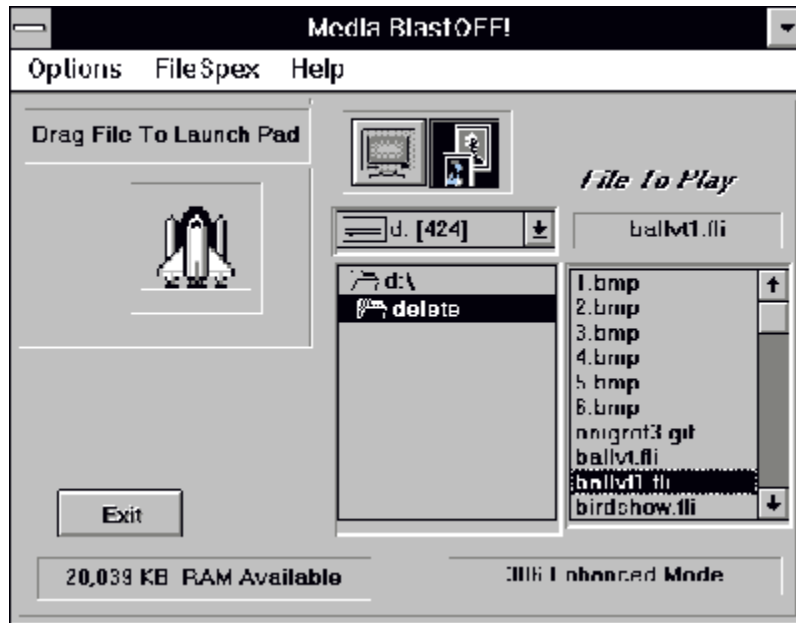 Media BlastOFF!
Options FileSpex Help
Drag File To Launch Pad
File To Play
d: [424]
ballvt1.fli
d:\
delete
1.bmp
2.bmp
3.bmp
4.bmp
5.bmp
6.bmp
ballvt.fli
ballvt1.fli
birdshow.fli
Exit
20,039 KB RAM Available
386 Enhanced Mode